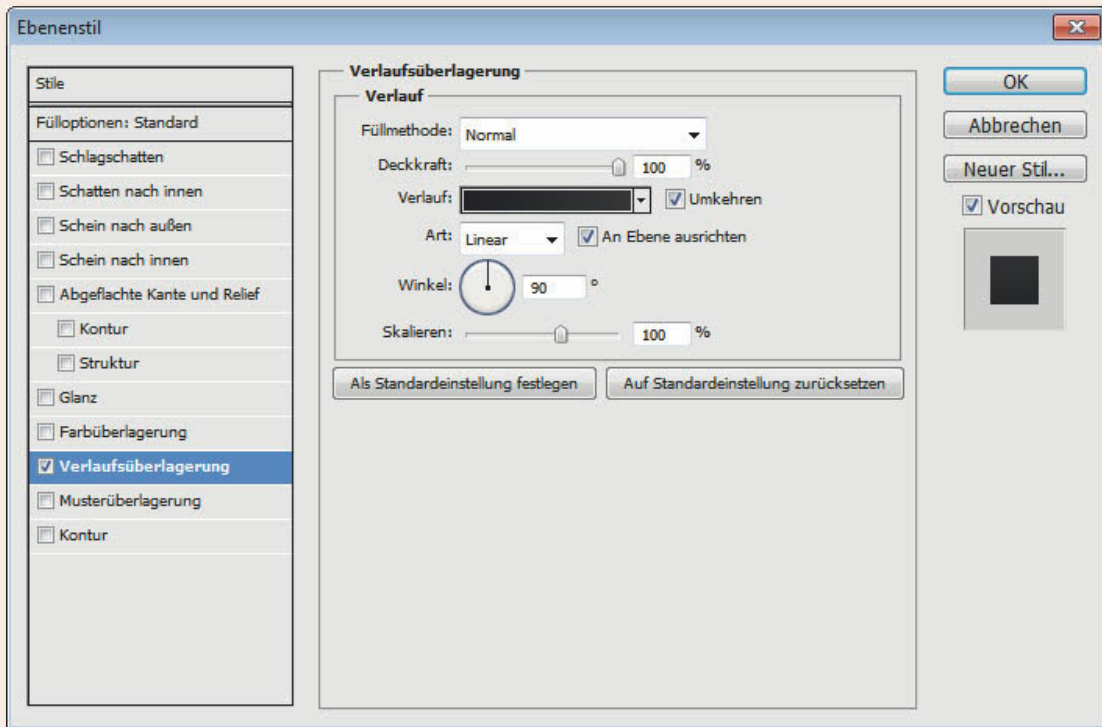 Ebenenstil
Stile
Fülloptionen: Standard
Schlagschatten
Schatten nach innen
Schein nach außen
Schein nach innen
Abgeflachte Kante und Relief
Kontur
Struktur
Glanz
Farbüberlagerung
Verlaufsüberlagerung
Musterüberlagerung
Kontur
Verlaufsüberlagerung
Verlauf
Füllmethode: Normal
Deckkraft: 100 %
Verlauf: Umkehren
Art: Linear An Ebene ausrichten
Winkel: 90 °
Skalieren: 100 %
Als Standardeinstellung festlegen Auf Standardeinstellung zurücksetzen
OK
Abbrechen
Neuer Stil...
Vorschau